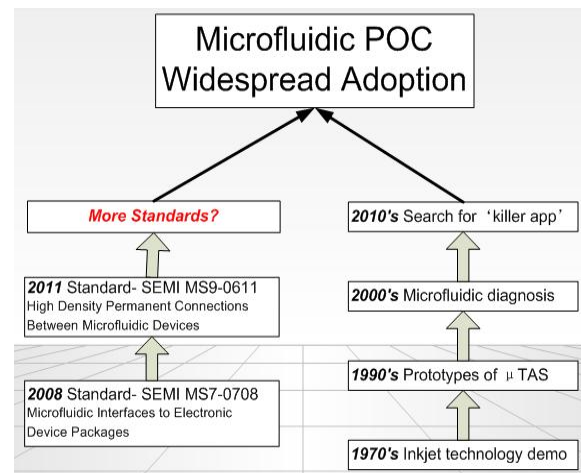 Microfluidic POC
Widespread Adoption
More Standards?
2011 Standard- SEMI MS9-0611
High Density Permanent Connections
Between Microfluidic Devices
2008 Standard- SEMI MS7-0708
Microfluidic Interfaces to Electronic
Device Packages
2010's Search for ‘killer app’
2000's Microfluidic diagnosis
1990's Prototypes of μTAS
1970's Inkjet technology demo